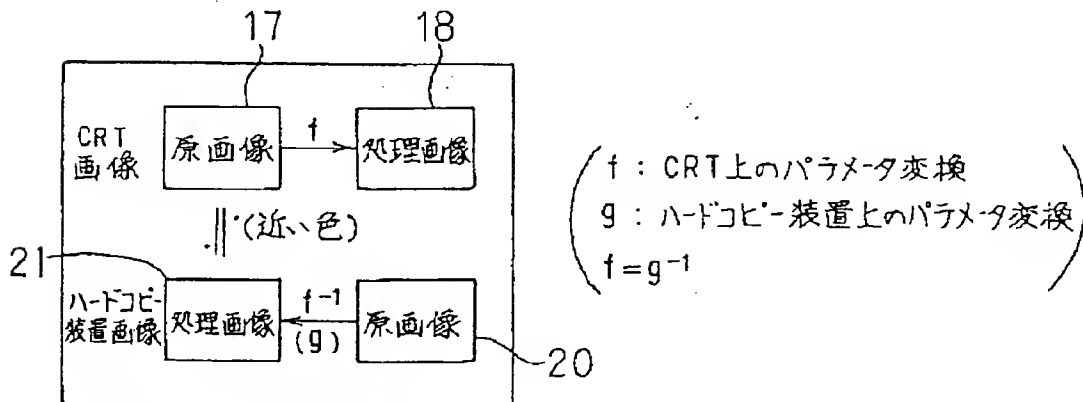 17
18
CRT
画像
原画像
f
処理画像
(近い色)
21
ハードコピー
装置画像
処理画像
f⁻¹
(g)
原画像
20
f : CRT上のパラメータ変換
g : ハードコピー装置上のパラメータ変換
f=g⁻¹